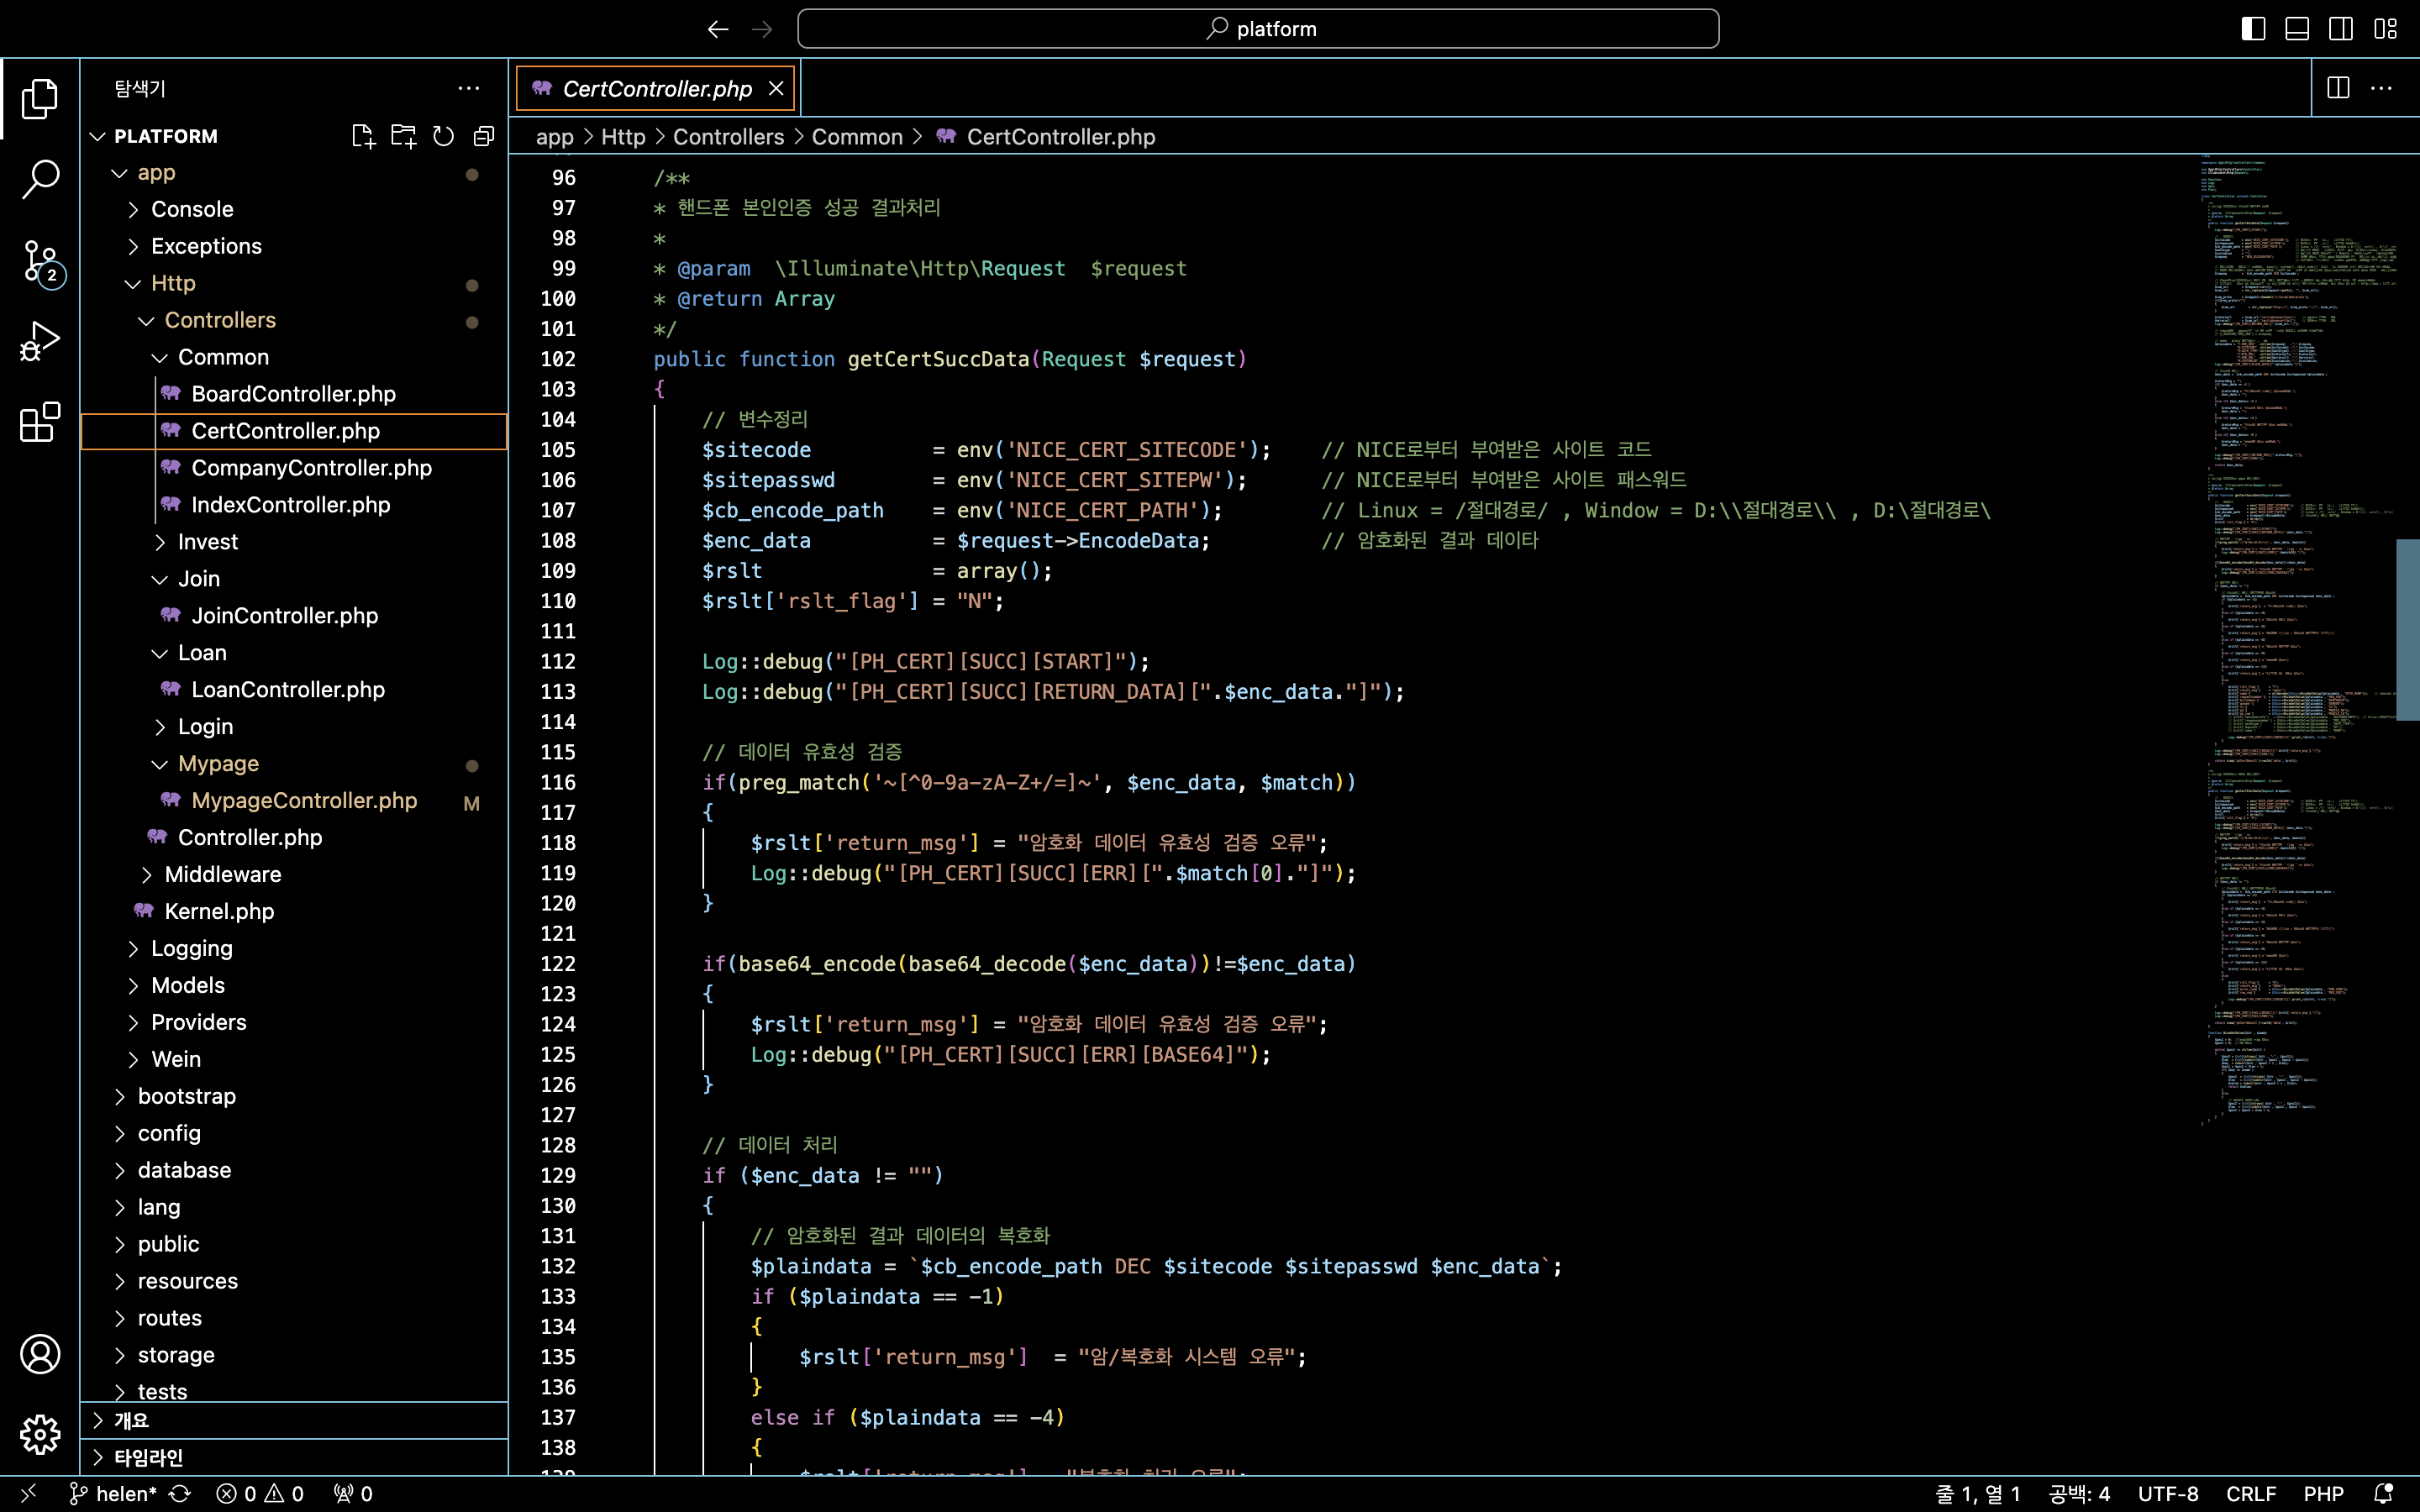 platform
탐색기
PLATFORM
app
Console
Exceptions
Http
Controllers
Common
BoardController.php
CertController.php
CompanyController.php
IndexController.php
Invest
Join
JoinController.php
Loan
LoanController.php
Login
Mypage
MypageController.php M
Controller.php
Middleware
Kernel.php
Logging
Models
Providers
Wein
bootstrap
config
database
lang
public
resources
routes
storage
tests
개요
타임라인
2
CertController.php
app > Http > Controllers > Common > CertController.php
96 /**
97 * 핸드폰 본인인증 성공 결과처리
98 *
99 * @param  \Illuminate\Http\Request  $request
100 * @return Array
101 */
102 public function getCertSuccData(Request $request)
103 {
104 // 변수정리
105 $sitecode          = env('NICE_CERT_SITECODE');    // NICE로부터 부여받은 사이트 코드
106 $sitepasswd        = env('NICE_CERT_SITEPW');      // NICE로부터 부여받은 사이트 패스워드
107 $cb_encode_path    = env('NICE_CERT_PATH');        // Linux = /절대경로/ , Window = D:\\절대경로\\ , D:\절대경로\
108 $enc_data          = $request->EncodeData;         // 암호화된 결과 데이타
109 $rslt              = array();
110 $rslt['rslt_flag'] = "N";
111
112 Log::debug("[PH_CERT][SUCC][START]");
113 Log::debug("[PH_CERT][SUCC][RETURN_DATA][".$enc_data."]");
114
115 // 데이터 유효성 검증
116 if(preg_match('~[^0-9a-zA-Z+/=]~', $enc_data, $match))
117 {
118 $rslt['return_msg'] = "암호화 데이터 유효성 검증 오류";
119 Log::debug("[PH_CERT][SUCC][ERR][".$match[0]."]");
120 }
121
122 if(base64_encode(base64_decode($enc_data))!=$enc_data)
123 {
124 $rslt['return_msg'] = "암호화 데이터 유효성 검증 오류";
125 Log::debug("[PH_CERT][SUCC][ERR][BASE64]");
126 }
127
128 // 데이터 처리
129 if ($enc_data != "")
130 {
131 // 암호화된 결과 데이터의 복호화
132 $plaindata = `$cb_encode_path DEC $sitecode $sitepasswd $enc_data`;
133 if ($plaindata == -1)
134 {
135 $rslt['return_msg']  = "암/복호화 시스템 오류";
136 }
137 else if ($plaindata == -4)
138 {
helen* 0 0 0 줄 1, 열 1 공백: 4 UTF-8 CRLF PHP